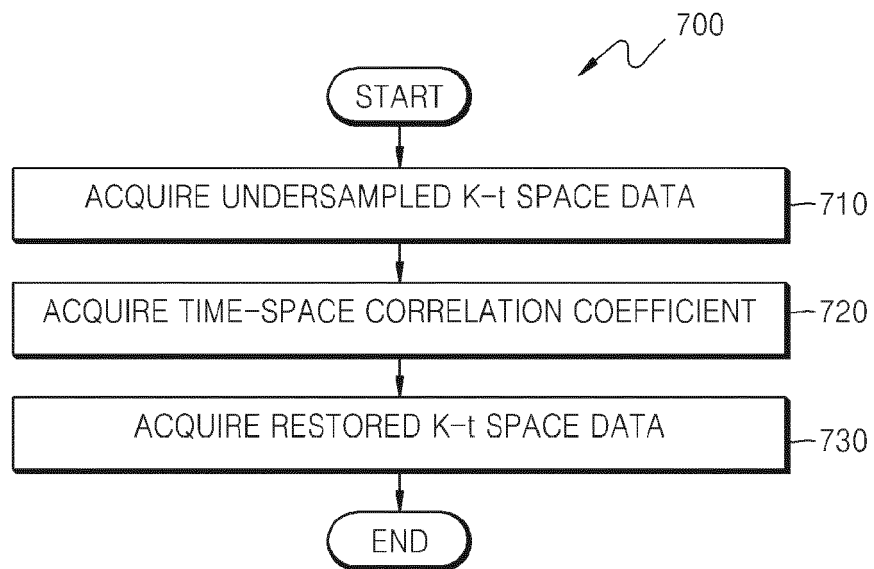 700
START
ACQUIRE UNDERSAMPLED K-t SPACE DATA
710
ACQUIRE TIME-SPACE CORRELATION COEFFICIENT
720
ACQUIRE RESTORED K-t SPACE DATA
730
END